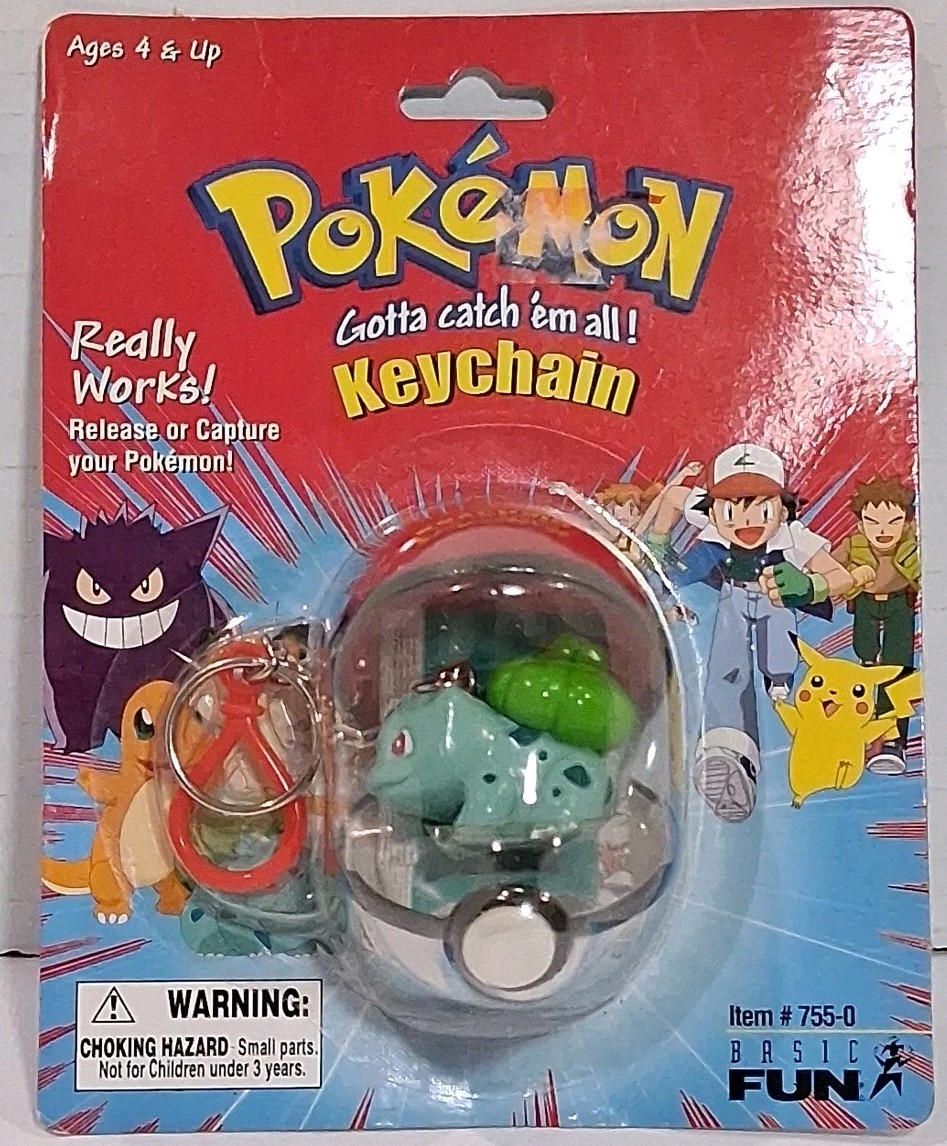 Ages 4 & Up
POKéMON
Gotta catch 'em all!
Keychain
Really
Works!
Release or Capture
your Pokémon!
WARNING:
CHOKING HAZARD - Small parts.
Not for Children under 3 years.
Item # 755-0
BASIC
FUN